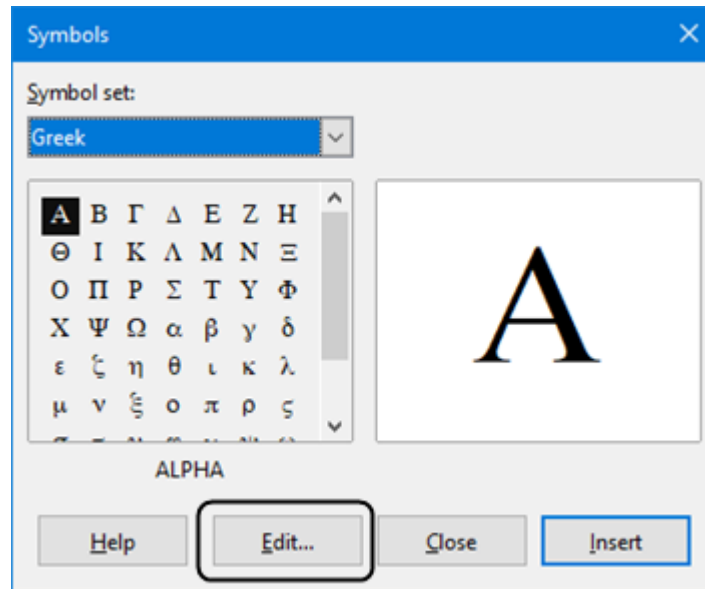 Symbols
Symbol set:
Greek
Α Β Γ Δ Ε Ζ Η
Θ Ι Κ Λ Μ Ν Ξ
Ο Π Ρ Σ Τ Υ Φ
Χ Ψ Ω α β γ δ
ε ζ η θ ι κ λ
μ ν ξ ο π ρ ς
Α
ALPHA
Help Edit... Close Insert